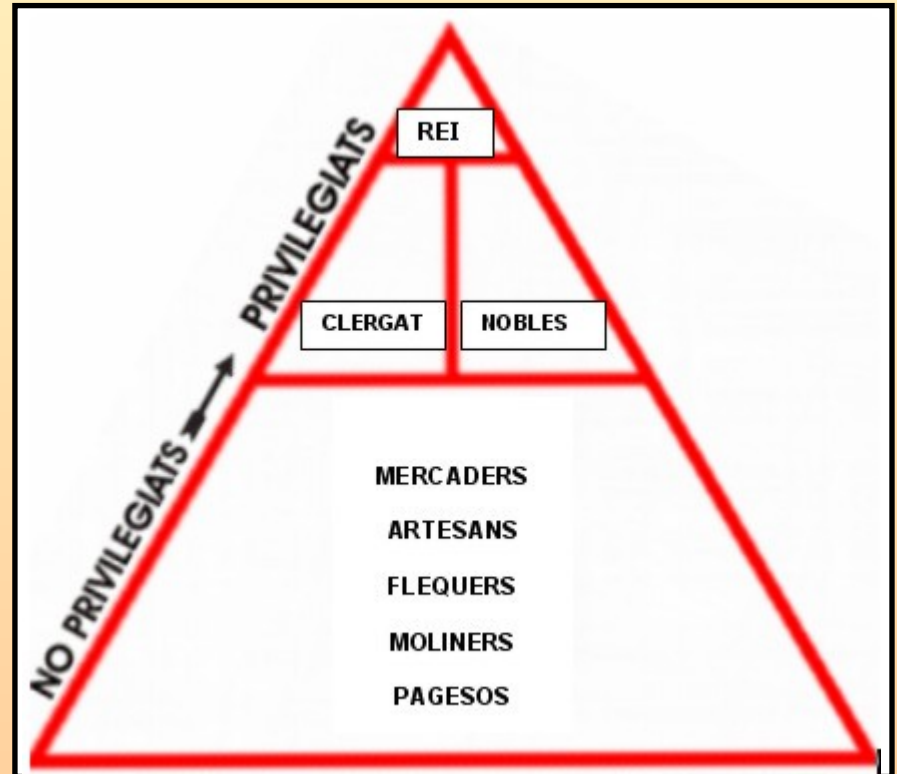 REI
PRIVILEGIATS
CLERGAT
NOBLES
NO PRIVILEGIATS
MERCADERS
ARTESANS
FLEQUERS
MOLINERS
PAGESOS